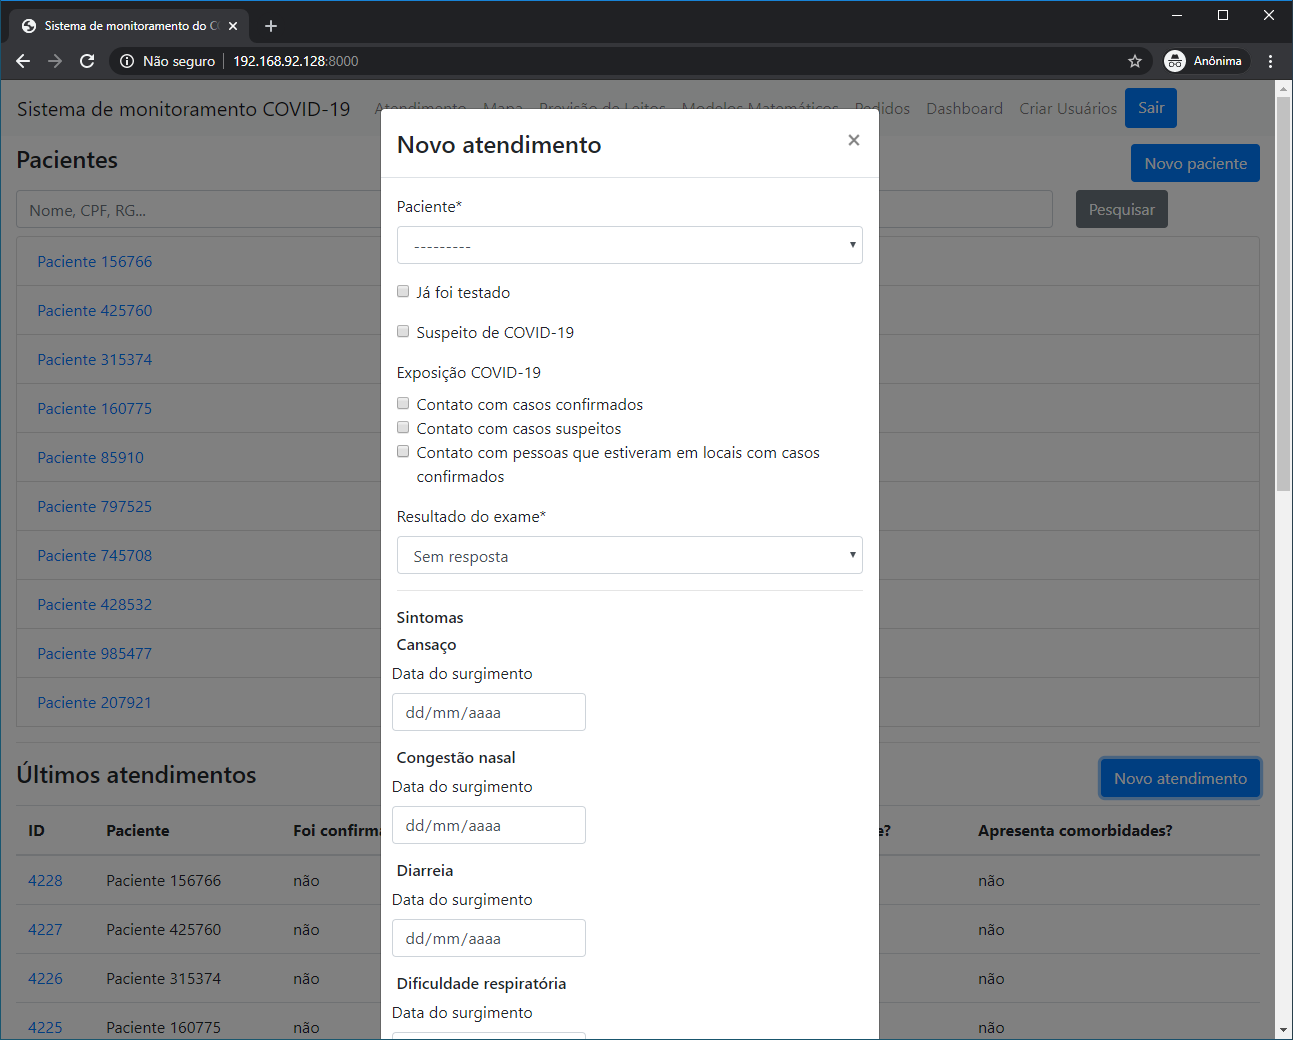 Sistema de monitoramento do C
Não seguro
192.168.92.128:8000
Anônima
Sistema de monitoramento COVID-19
Atendimento Mapa Previsão de Leitos Modelos Matemáticos Pedidos Dashboard Criar Usuários Sair
Pacientes
Novo paciente
Nome, CPF, RG...
Pesquisar
Paciente 156766
Paciente 425760
Paciente 315374
Paciente 160775
Paciente 85910
Paciente 797525
Paciente 745708
Paciente 428532
Paciente 985477
Paciente 207921
Últimos atendimentos
Novo atendimento
ID Paciente Foi confirma e? Apresenta comorbidades?
4228 Paciente 156766 não não
4227 Paciente 425760 não não
4226 Paciente 315374 não não
4225 Paciente 160775 não não
Novo atendimento
×
Paciente*
---------
Já foi testado
Suspeito de COVID-19
Exposição COVID-19
Contato com casos confirmados
Contato com casos suspeitos
Contato com pessoas que estiveram em locais com casos
confirmados
Resultado do exame*
Sem resposta
Sintomas
Cansaço
Data do surgimento
dd/mm/aaaa
Congestão nasal
Data do surgimento
dd/mm/aaaa
Diarreia
Data do surgimento
dd/mm/aaaa
Dificuldade respiratória
Data do surgimento